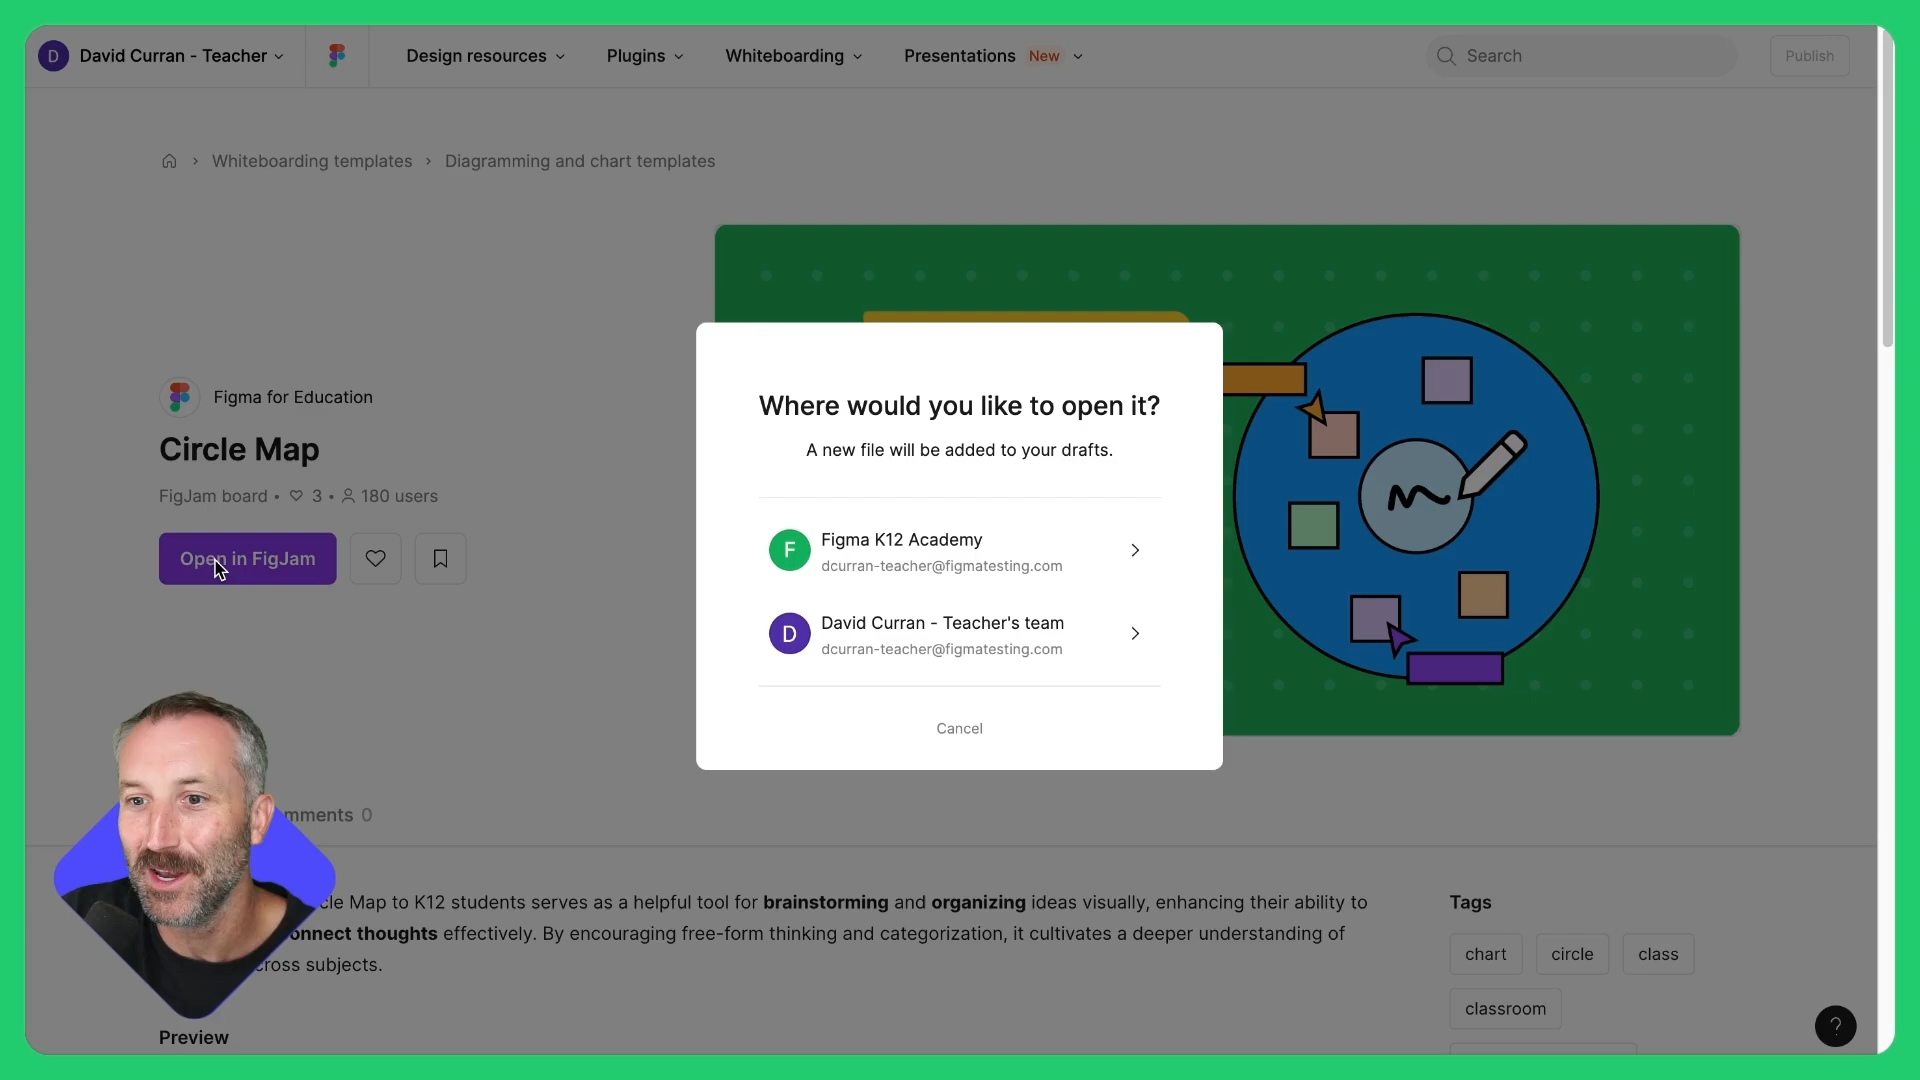 D David Curran - Teacher
Design resources
Plugins
Whiteboarding
Presentations New
Search
Publish
Whiteboarding templates
Diagramming and chart templates
Figma for Education
Circle Map
FigJam board • 3 • 180 users
Open in FigJam
Where would you like to open it?
A new file will be added to your drafts.
F
Figma K12 Academy
dcurran-teacher@figmatesting.com
D
David Curran - Teacher's team
dcurran-teacher@figmatesting.com
Cancel
mments 0
cle Map to K12 students serves as a helpful tool for brainstorming and organizing ideas visually, enhancing their ability to
onnect thoughts effectively. By encouraging free-form thinking and categorization, it cultivates a deeper understanding of
cross subjects.
Preview
Tags
chart
circle
class
classroom
?